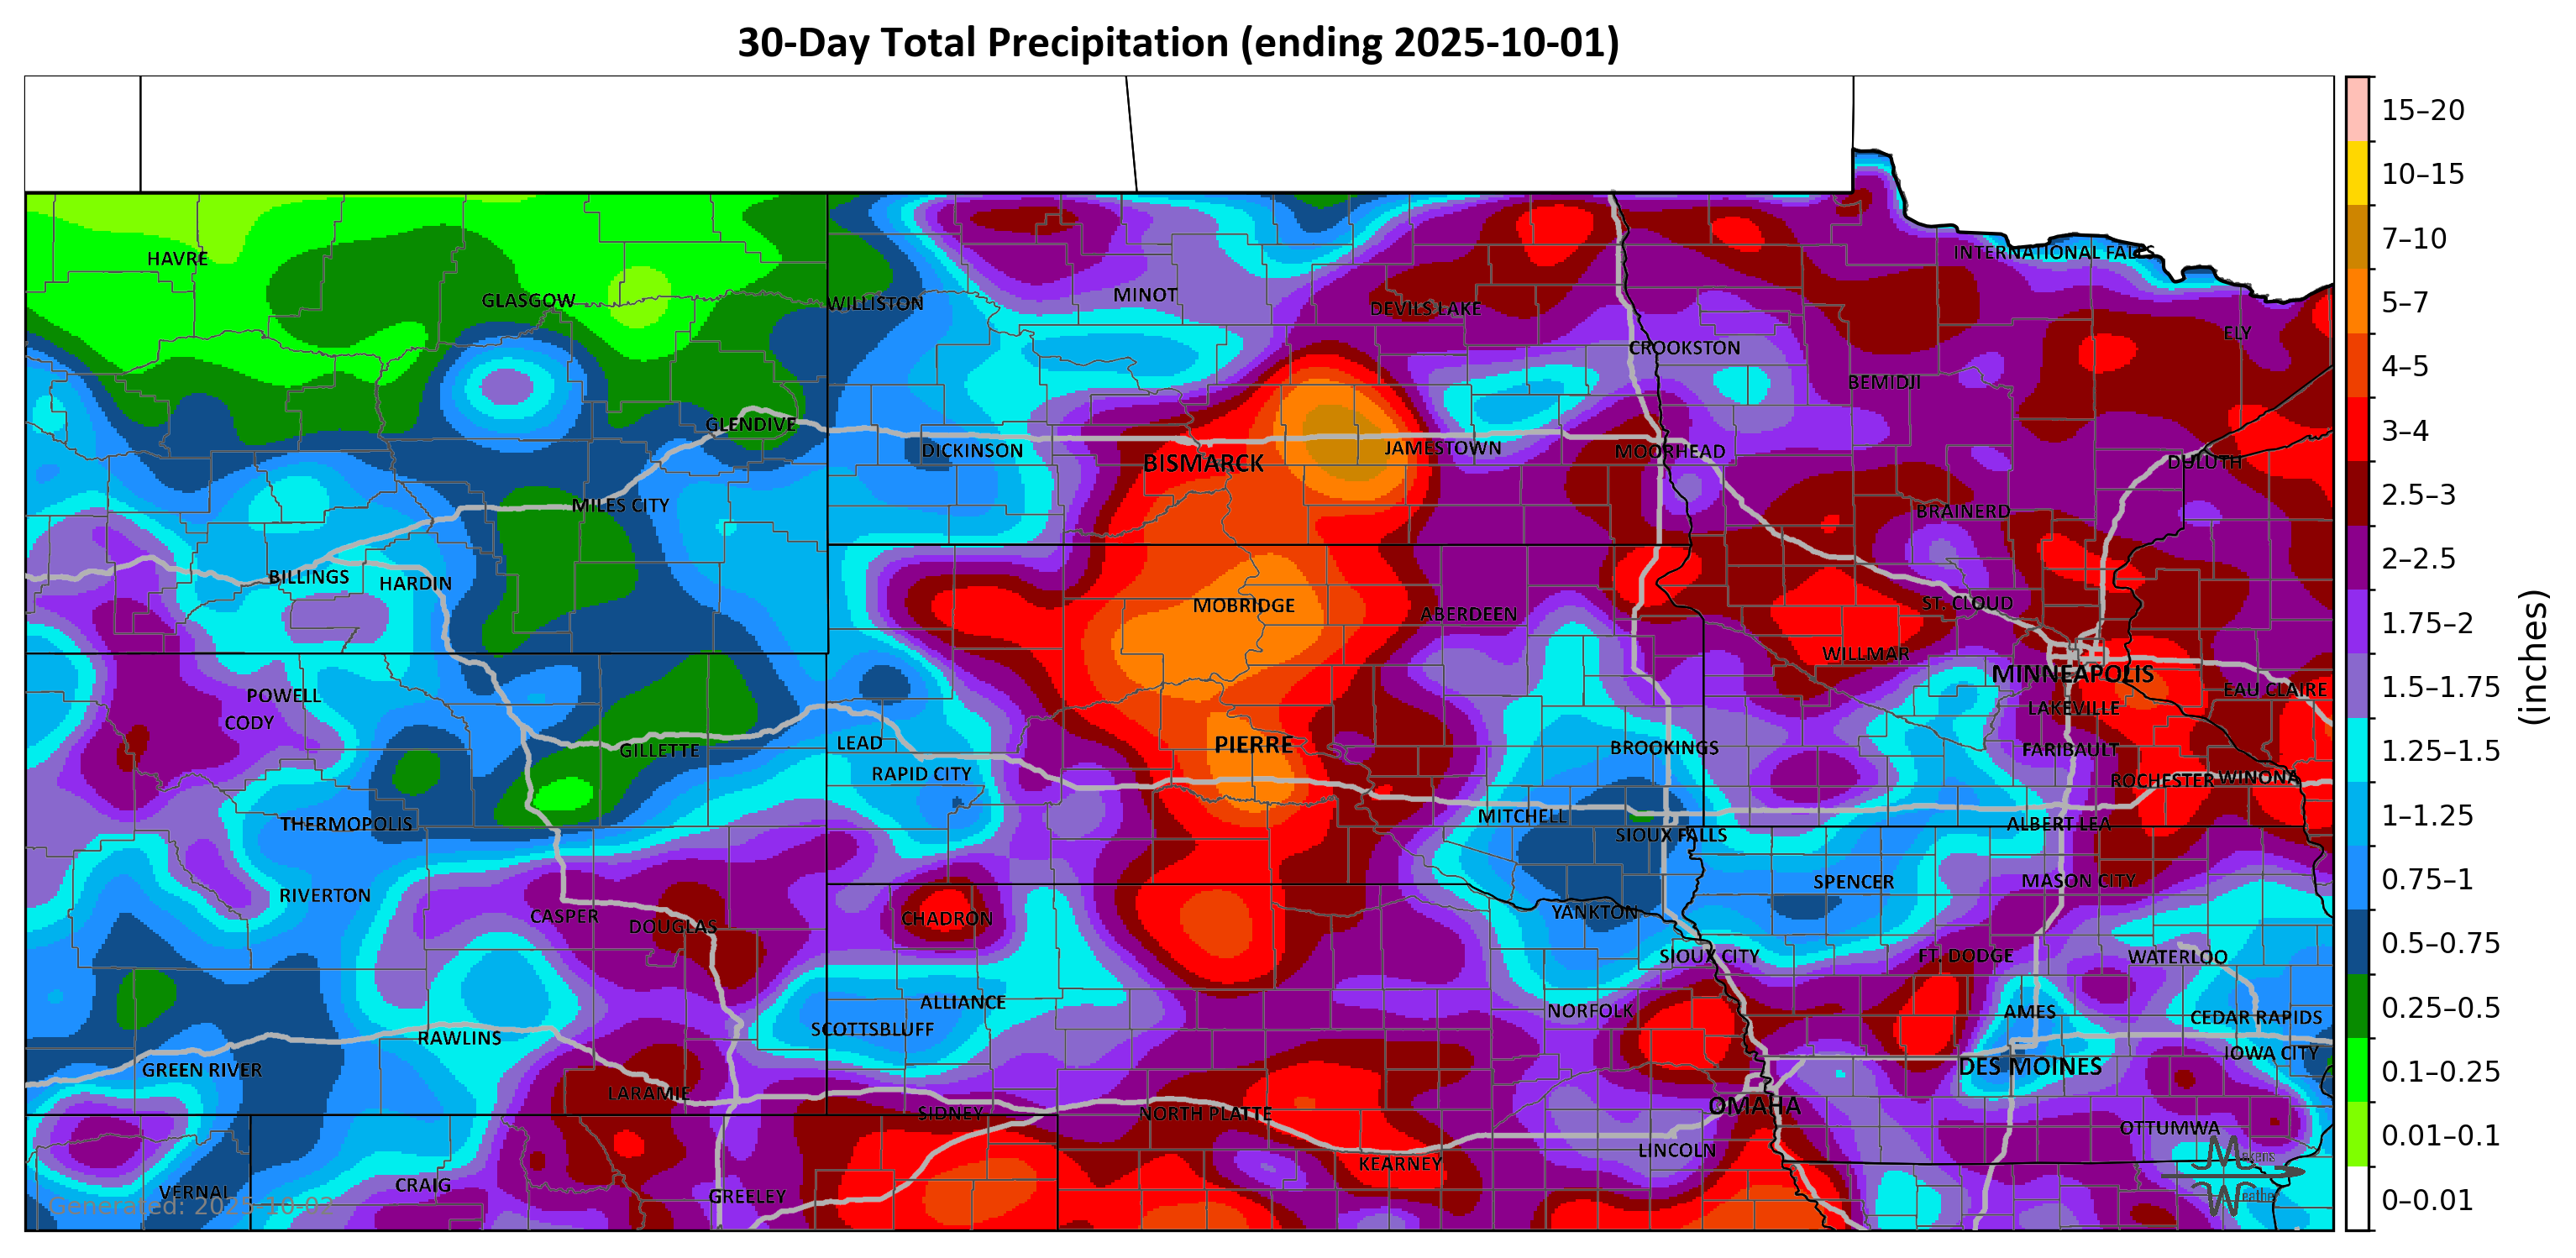 30-Day Total Precipitation (ending 2025-10-01)
15–20
10–15
7–10
5–7
4–5
3–4
2.5–3
2–2.5
1.75–2
1.5–1.75
1.25–1.5
1–1.25
0.75–1
0.5–0.75
0.25–0.5
0.1–0.25
0.01–0.1
0–0.01
(inches)
INTERNATIONAL FALLS
HAVRE
MINOT
GLASGOW
WILLISTON
DEVILS LAKE
ELY
CROOKSTON
BEMIDJI
GLENDIVE
DICKINSON
JAMESTOWN
MOORHEAD
BISMARCK
DULUTH
MILES CITY
BRAINERD
BILLINGS
HARDIN
MOBRIDGE
ABERDEEN
ST. CLOUD
WILLMAR
MINNEAPOLIS
POWELL
EAU CLAIRE
CODY
LAKEVILLE
LEAD
PIERRE
BROOKINGS
GILLETTE
FARIBAULT
RAPID CITY
ROCHESTER
WINONA
THERMOPOLIS
MITCHELL
SIOUX FALLS
ALBERT LEA
RIVERTON
SPENCER
MASON CITY
CASPER
DOUGLAS
CHADRON
YANKTON
SIOUX CITY
FT. DODGE
WATERLOO
ALLIANCE
NORFOLK
AMES
SCOTTSBLUFF
CEDAR RAPIDS
RAWLINS
IOWA CITY
GREEN RIVER
DES MOINES
LARAMIE
SIDNEY
NORTH PLATTE
OMAHA
OTTUMWA
LINCOLN
KEARNEY
CRAIG
VERNAL
GREELEY
Weather